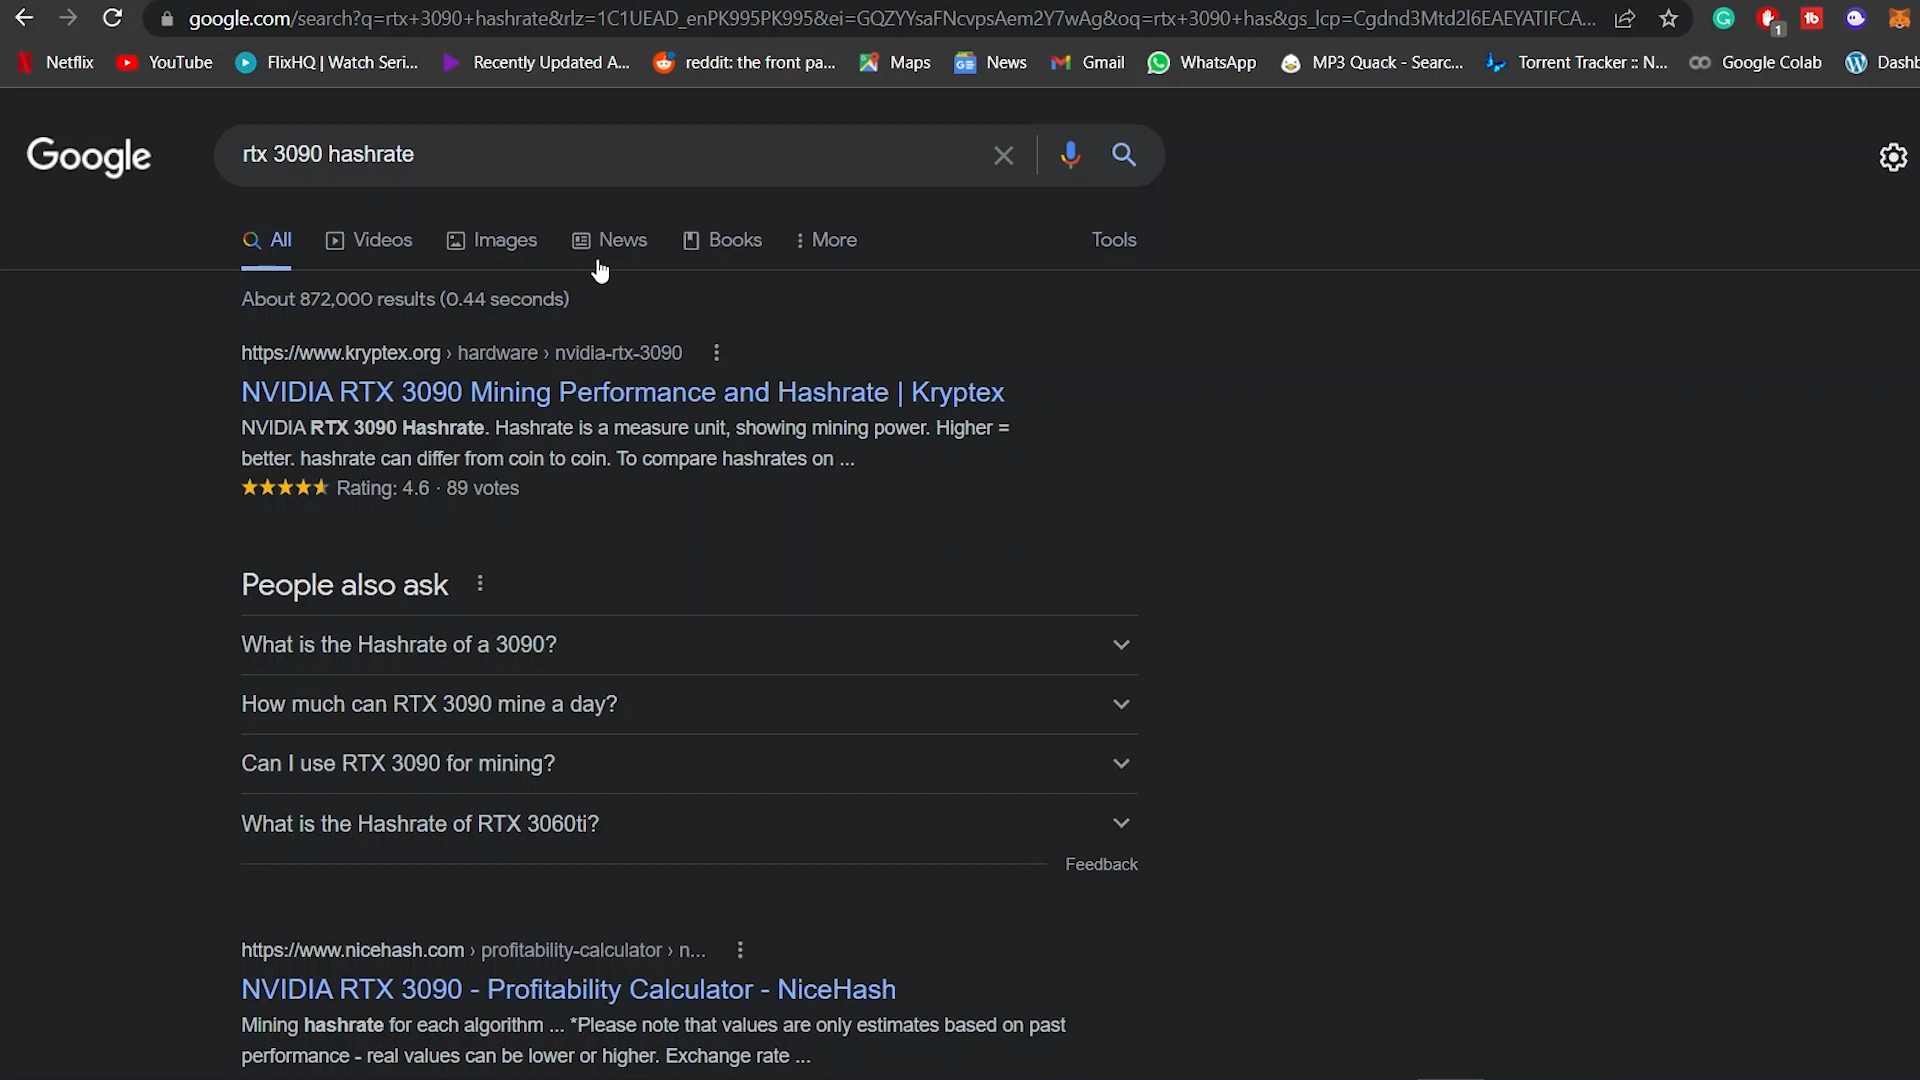 google.com/search?q=rtx+3090+hashrate&rlz=1C1UEAD_enPK995PK995&ei=GQZYYsaFNcvpsAem2Y7wAg&oq=rtx+3090+has&gs_lcp=Cgdnd3Mtd2l6EAEYATIFCA...
1
Netflix YouTube FlixHQ | Watch Seri... Recently Updated A... reddit: the front pa... Maps News Gmail WhatsApp MP3 Quack - Searc... Torrent Tracker :: N... Google Colab Dashb
Google
rtx 3090 hashrate
All Videos Images News Books More Tools
About 872,000 results (0.44 seconds)
https://www.kryptex.org › hardware › nvidia-rtx-3090
NVIDIA RTX 3090 Mining Performance and Hashrate | Kryptex
NVIDIA RTX 3090 Hashrate. Hashrate is a measure unit, showing mining power. Higher =
better. hashrate can differ from coin to coin. To compare hashrates on ...
Rating: 4.6 · 89 votes
People also ask
What is the Hashrate of a 3090?
How much can RTX 3090 mine a day?
Can I use RTX 3090 for mining?
What is the Hashrate of RTX 3060ti?
Feedback
https://www.nicehash.com › profitability-calculator › n...
NVIDIA RTX 3090 - Profitability Calculator - NiceHash
Mining hashrate for each algorithm ... *Please note that values are only estimates based on past
performance - real values can be lower or higher. Exchange rate ...